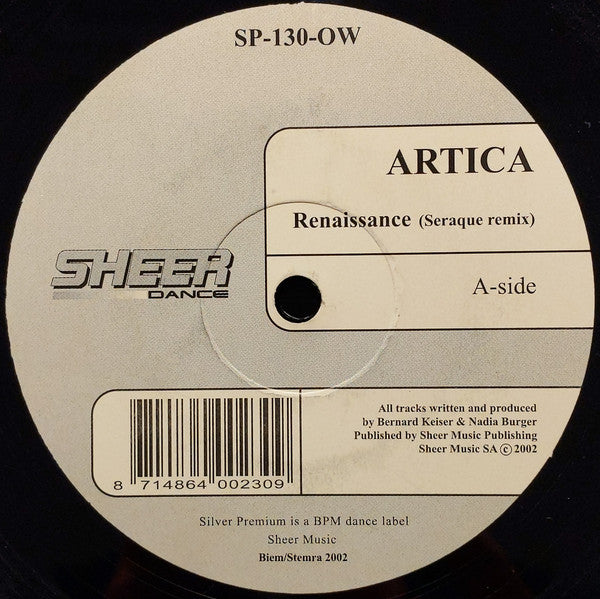 SP-130-OW
ARTICA
Renaissance (Seraque remix)
SHEER
DANCE
A-side
All tracks written and produced
by Bernard Keiser & Nadia Burger
Published by Sheer Music Publishing
Sheer Music SA © 2002
8 714864 002309
Silver Premium is a BPM dance label
Sheer Music
Biem/Stemra 2002